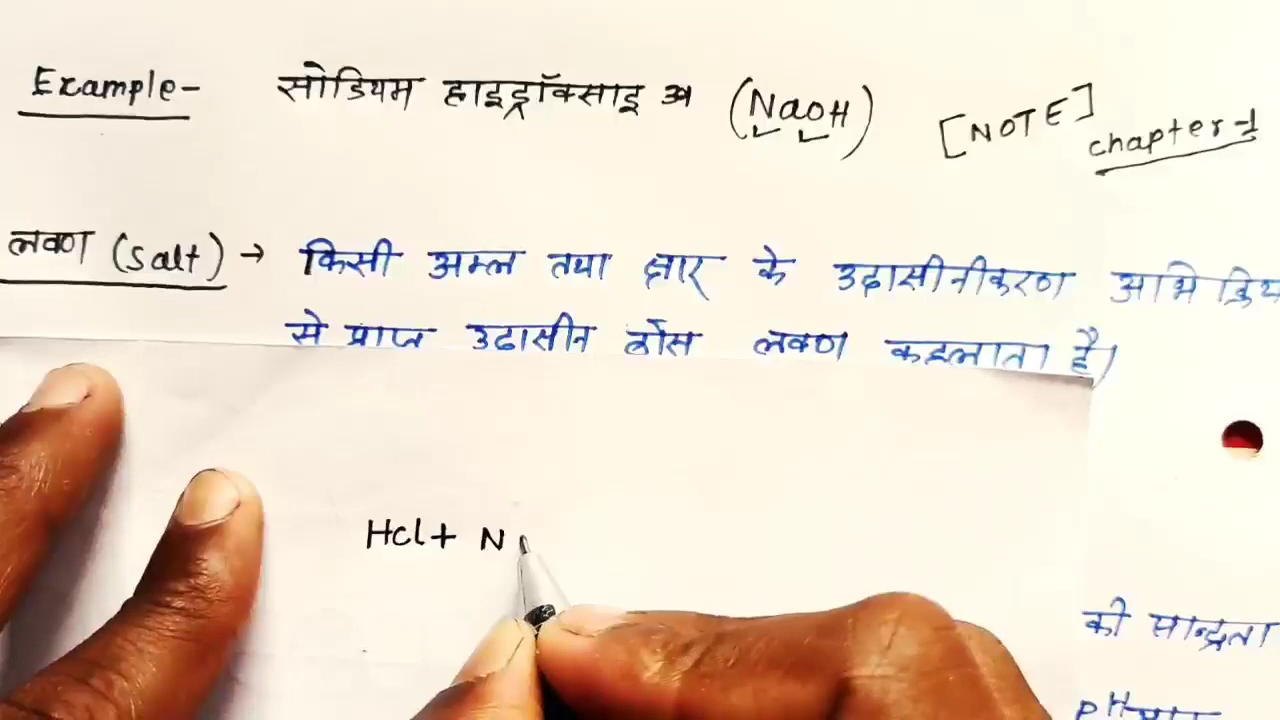 Example- सोडियम हाइड्रॉक्साइ अ (NaOH) [NOTE] chapter-1
लवण (salt) → किसी अम्ल तथा क्षार के उदासीनीकरण अभिक्रिय
से प्राप्त उदासीन ठोस लवण कहलाता है।
Hcl + N
की सान्द्रता